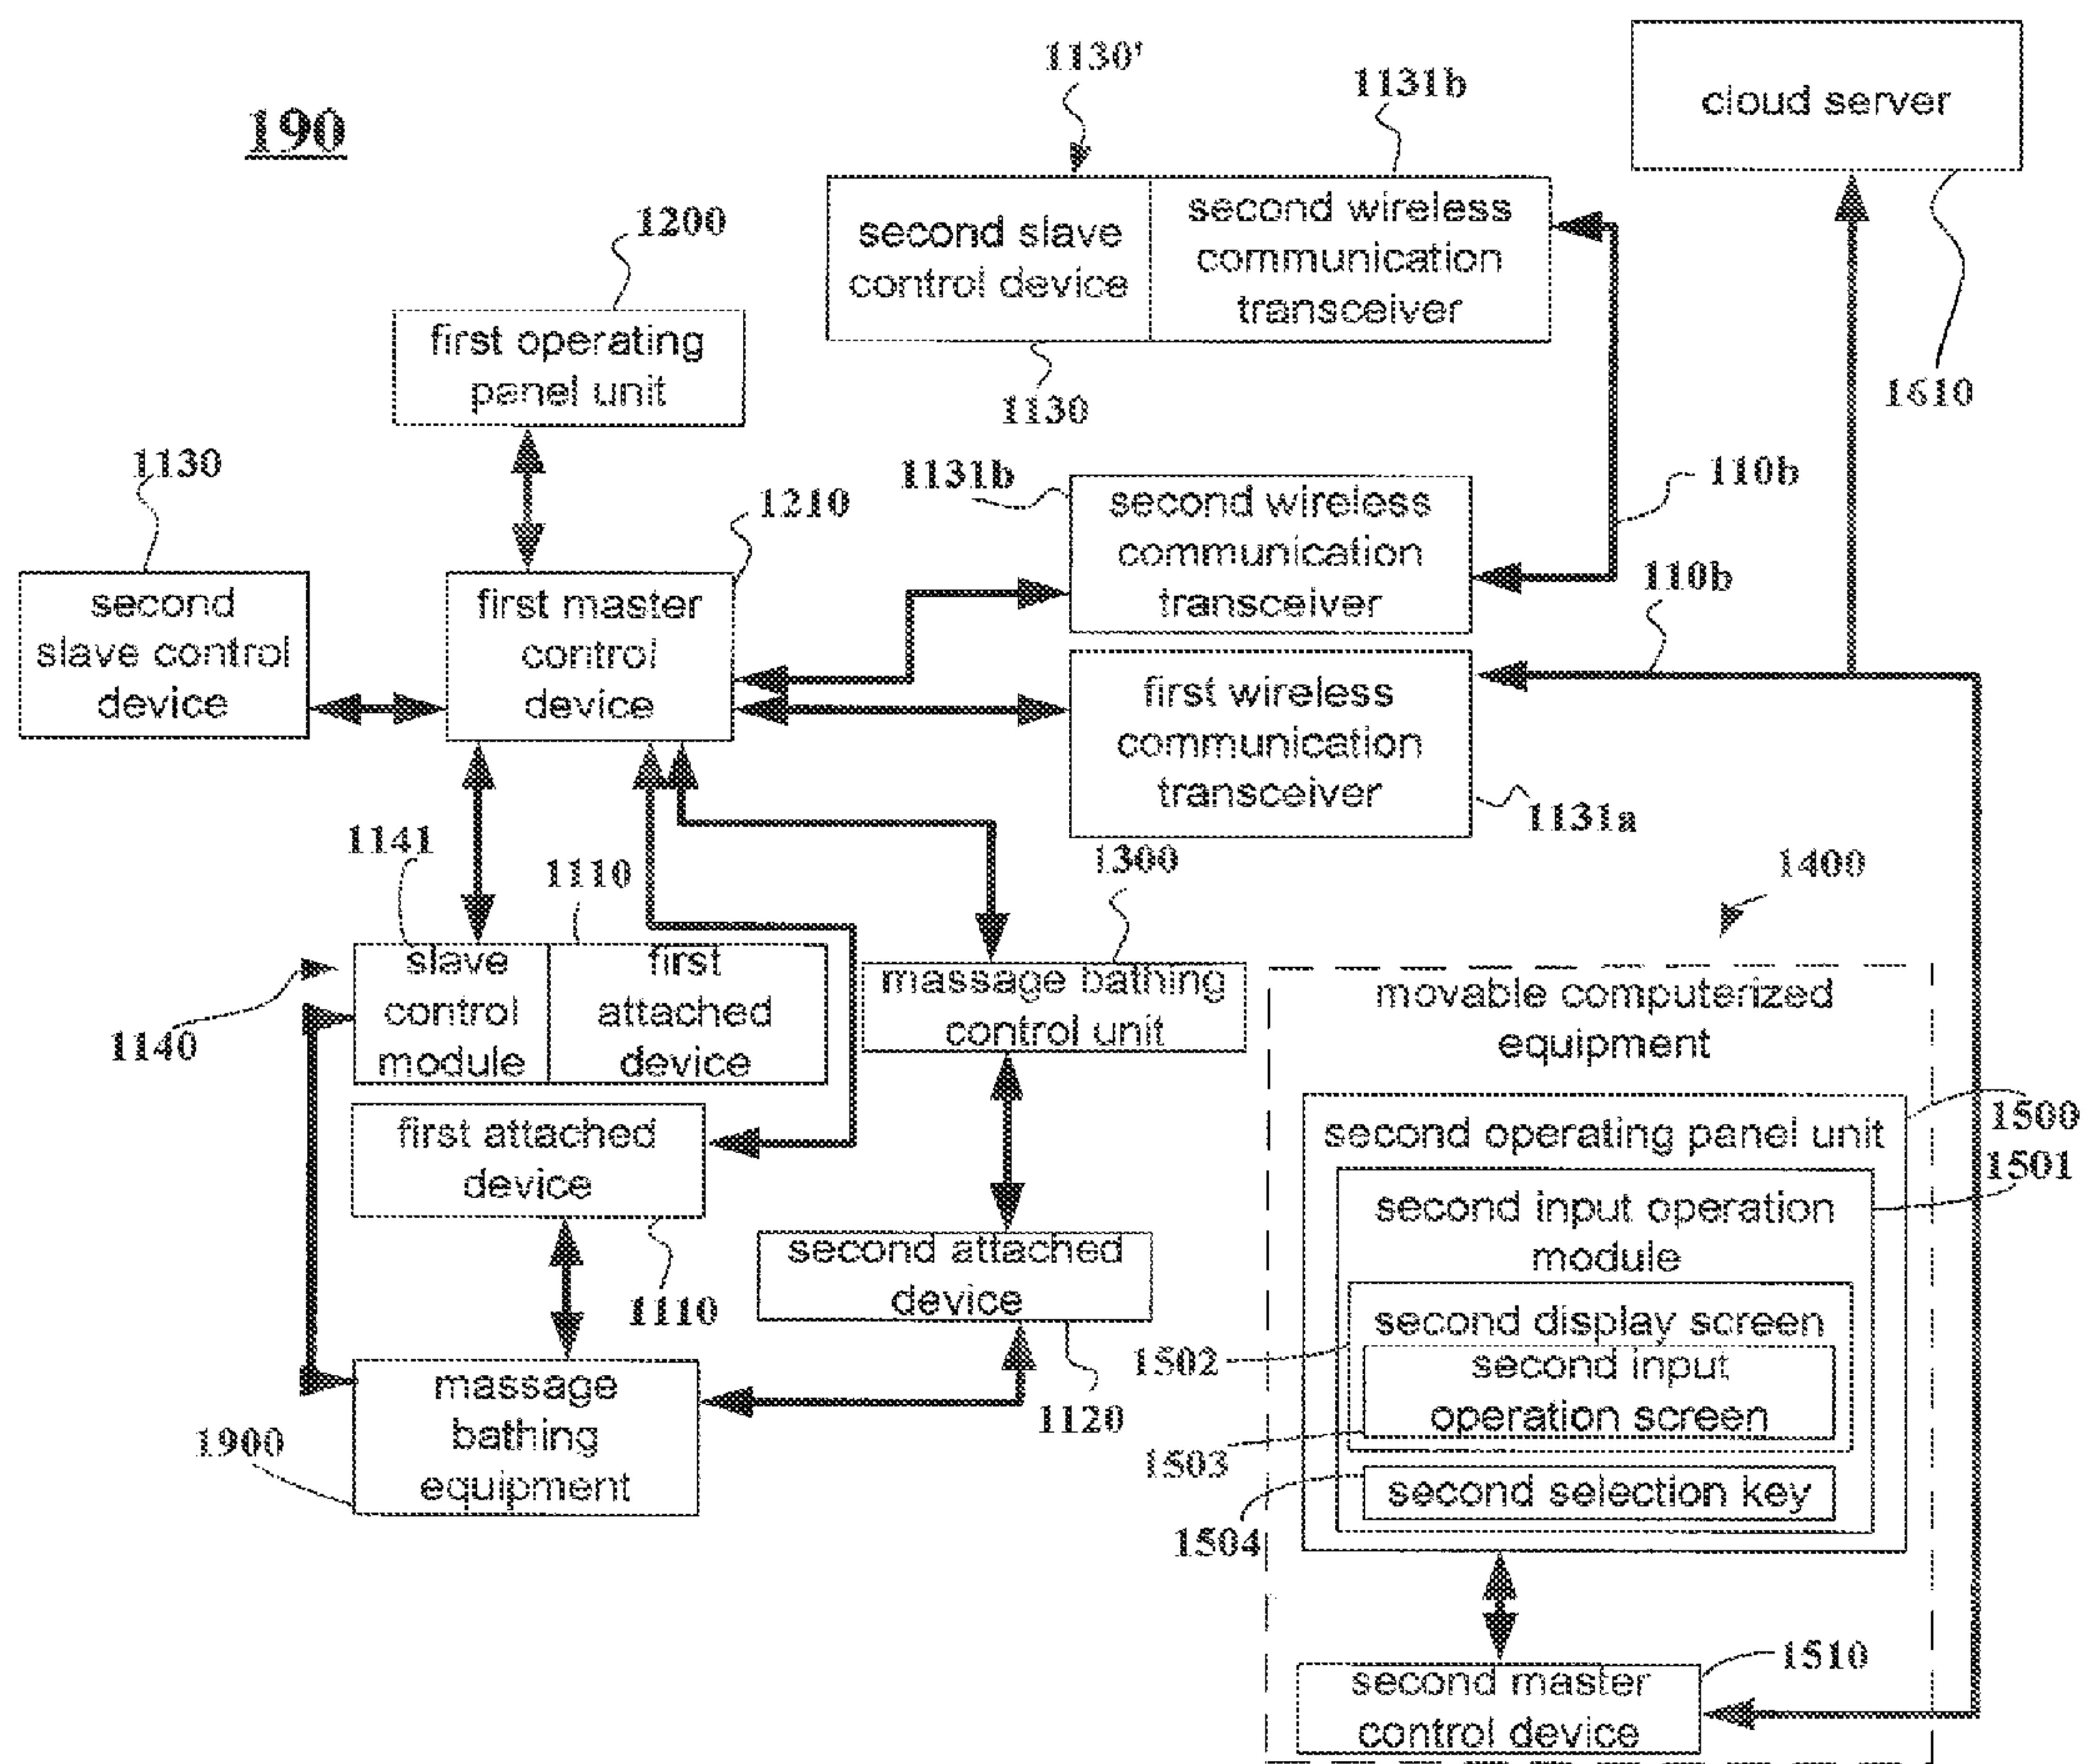 190
1130'
1131b
cloud server
1610
second slave
control device
second wireless
communication
transceiver
1130
1200
first operating
panel unit
1130
second
slave control
device
1210
first master
control
device
1131b
second wireless
communication
transceiver
110b
110b
first wireless
communication
transceiver
1131a
1141
1110
1140
slave
control
module
first
attached
device
1300
massage bathing
control unit
first attached
device
1110
second attached
device
1120
massage
bathing
equipment
1900
1400
movable computerized
equipment
1500
second operating panel unit
1501
second input operation
module
second display screen
1502
second input
operation screen
1503
second selection key
1504
1510
second master
control device